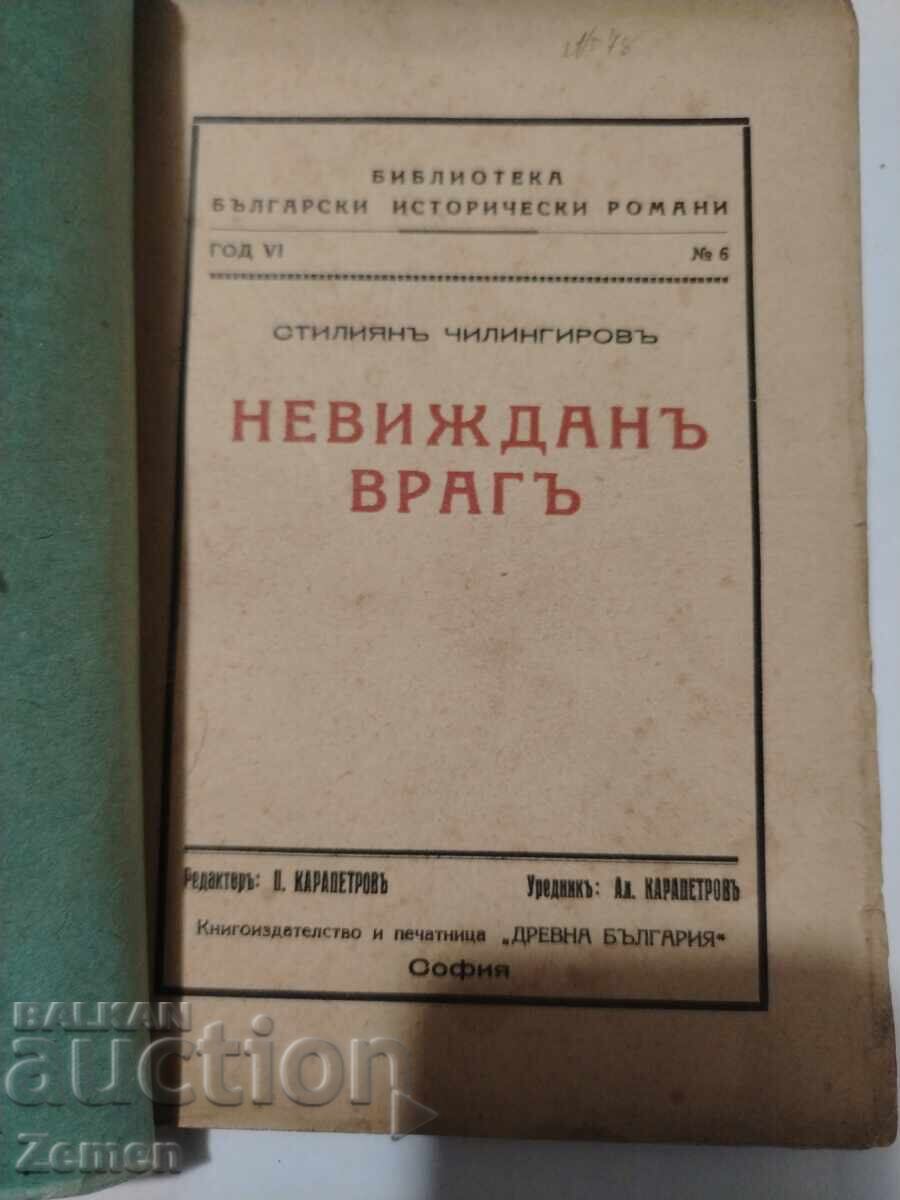 БИБЛИОТЕКА
БЪЛГАРСКИ ИСТОРИЧЕСКИ РОМАНИ
ГОД VI № 6
СТИЛИЯНЪ ЧИЛИНГИРОВЪ
НЕВИЖДАНЪ
ВРАГЪ
Редакторъ: П. КАРАПЕТРОВЪ Уредникъ: Ал. КАРАПЕТРОВЪ
Книгоиздателство и печатница „ДРЕВНА БЪЛГАРИЯ“
София
BALKAN
auction
Zemen